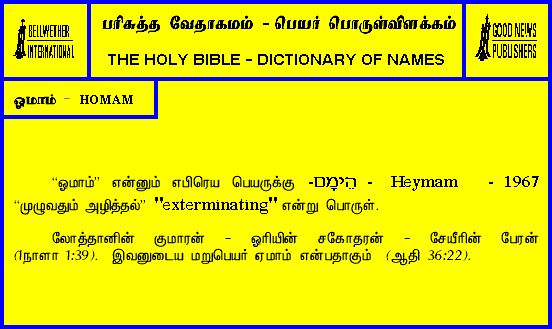 BELLWETHER
INTERNATIONAL
பரிசுத்த வேதாகமம் - பெயர் பொருள்விளக்கம்
THE HOLY BIBLE - DICTIONARY OF NAMES
GOOD NEWS
PUBLISHERS
ஓமாம் - HOMAM
“ஓமாம்” என்னும் எபிரெய பெயருக்கு -הֵימָם - Heymam - 1967
“முழுவதும் அழித்தல்” "exterminating" என்று பொருள்.
லோத்தானின் குமாரன் - ஓரியின் சகோதரன் - சேயீரின் பேரன்
(1நாளா 1:39). இவனுடைய மறுபெயர் ஏமாம் என்பதாகும் (ஆதி 36:22).